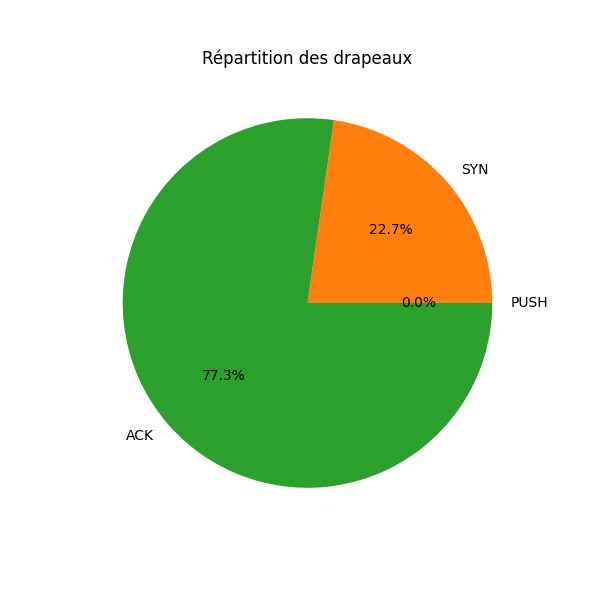 Répartition des drapeaux
SYN
22.7%
0.0%
PUSH
77.3%
ACK